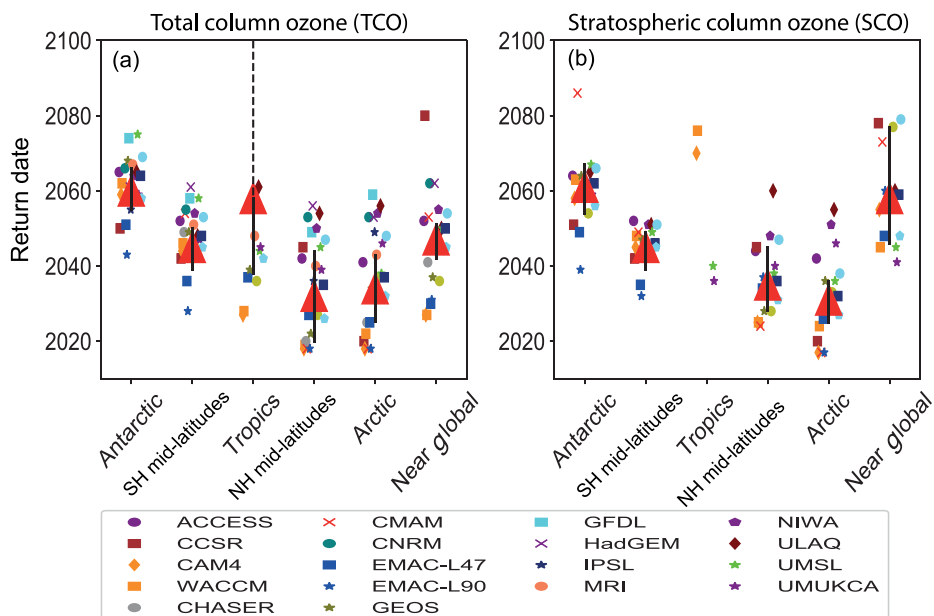 Total column ozone (TCO)
Stratospheric column ozone (SCO)
Return date
(a)
2100
2080
2060
2040
2020
Antarctic
SH mid-latitudes
Tropics
NH mid-latitudes
Arctic
Near global
(b)
2100
2080
2060
2040
2020
Antarctic
SH mid-latitudes
Tropics
NH mid-latitudes
Arctic
Near global
ACCESS
CCSR
CAM4
WACCM
CHASER
CMAM
CNRM
EMAC-L47
EMAC-L90
GEOS
GFDL
HadGEM
IPSL
MRI
NIWA
ULAQ
UMSL
UMUKCA